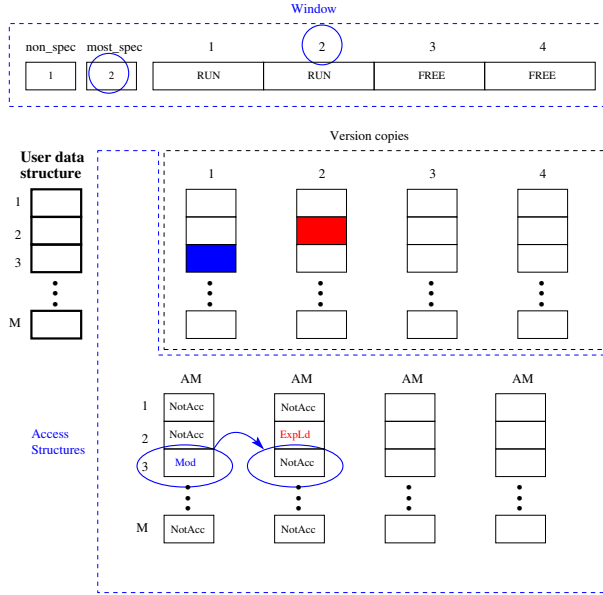 Window
non_spec most_spec 1 2 3 4
1 2 RUN RUN FREE FREE
Version copies
User data
structure
1 2 3 4
1
2
3
M
AM AM AM AM
1 NotAcc NotAcc
2 NotAcc ExpLd
3 Mod NotAcc
M NotAcc NotAcc
Access
Structures